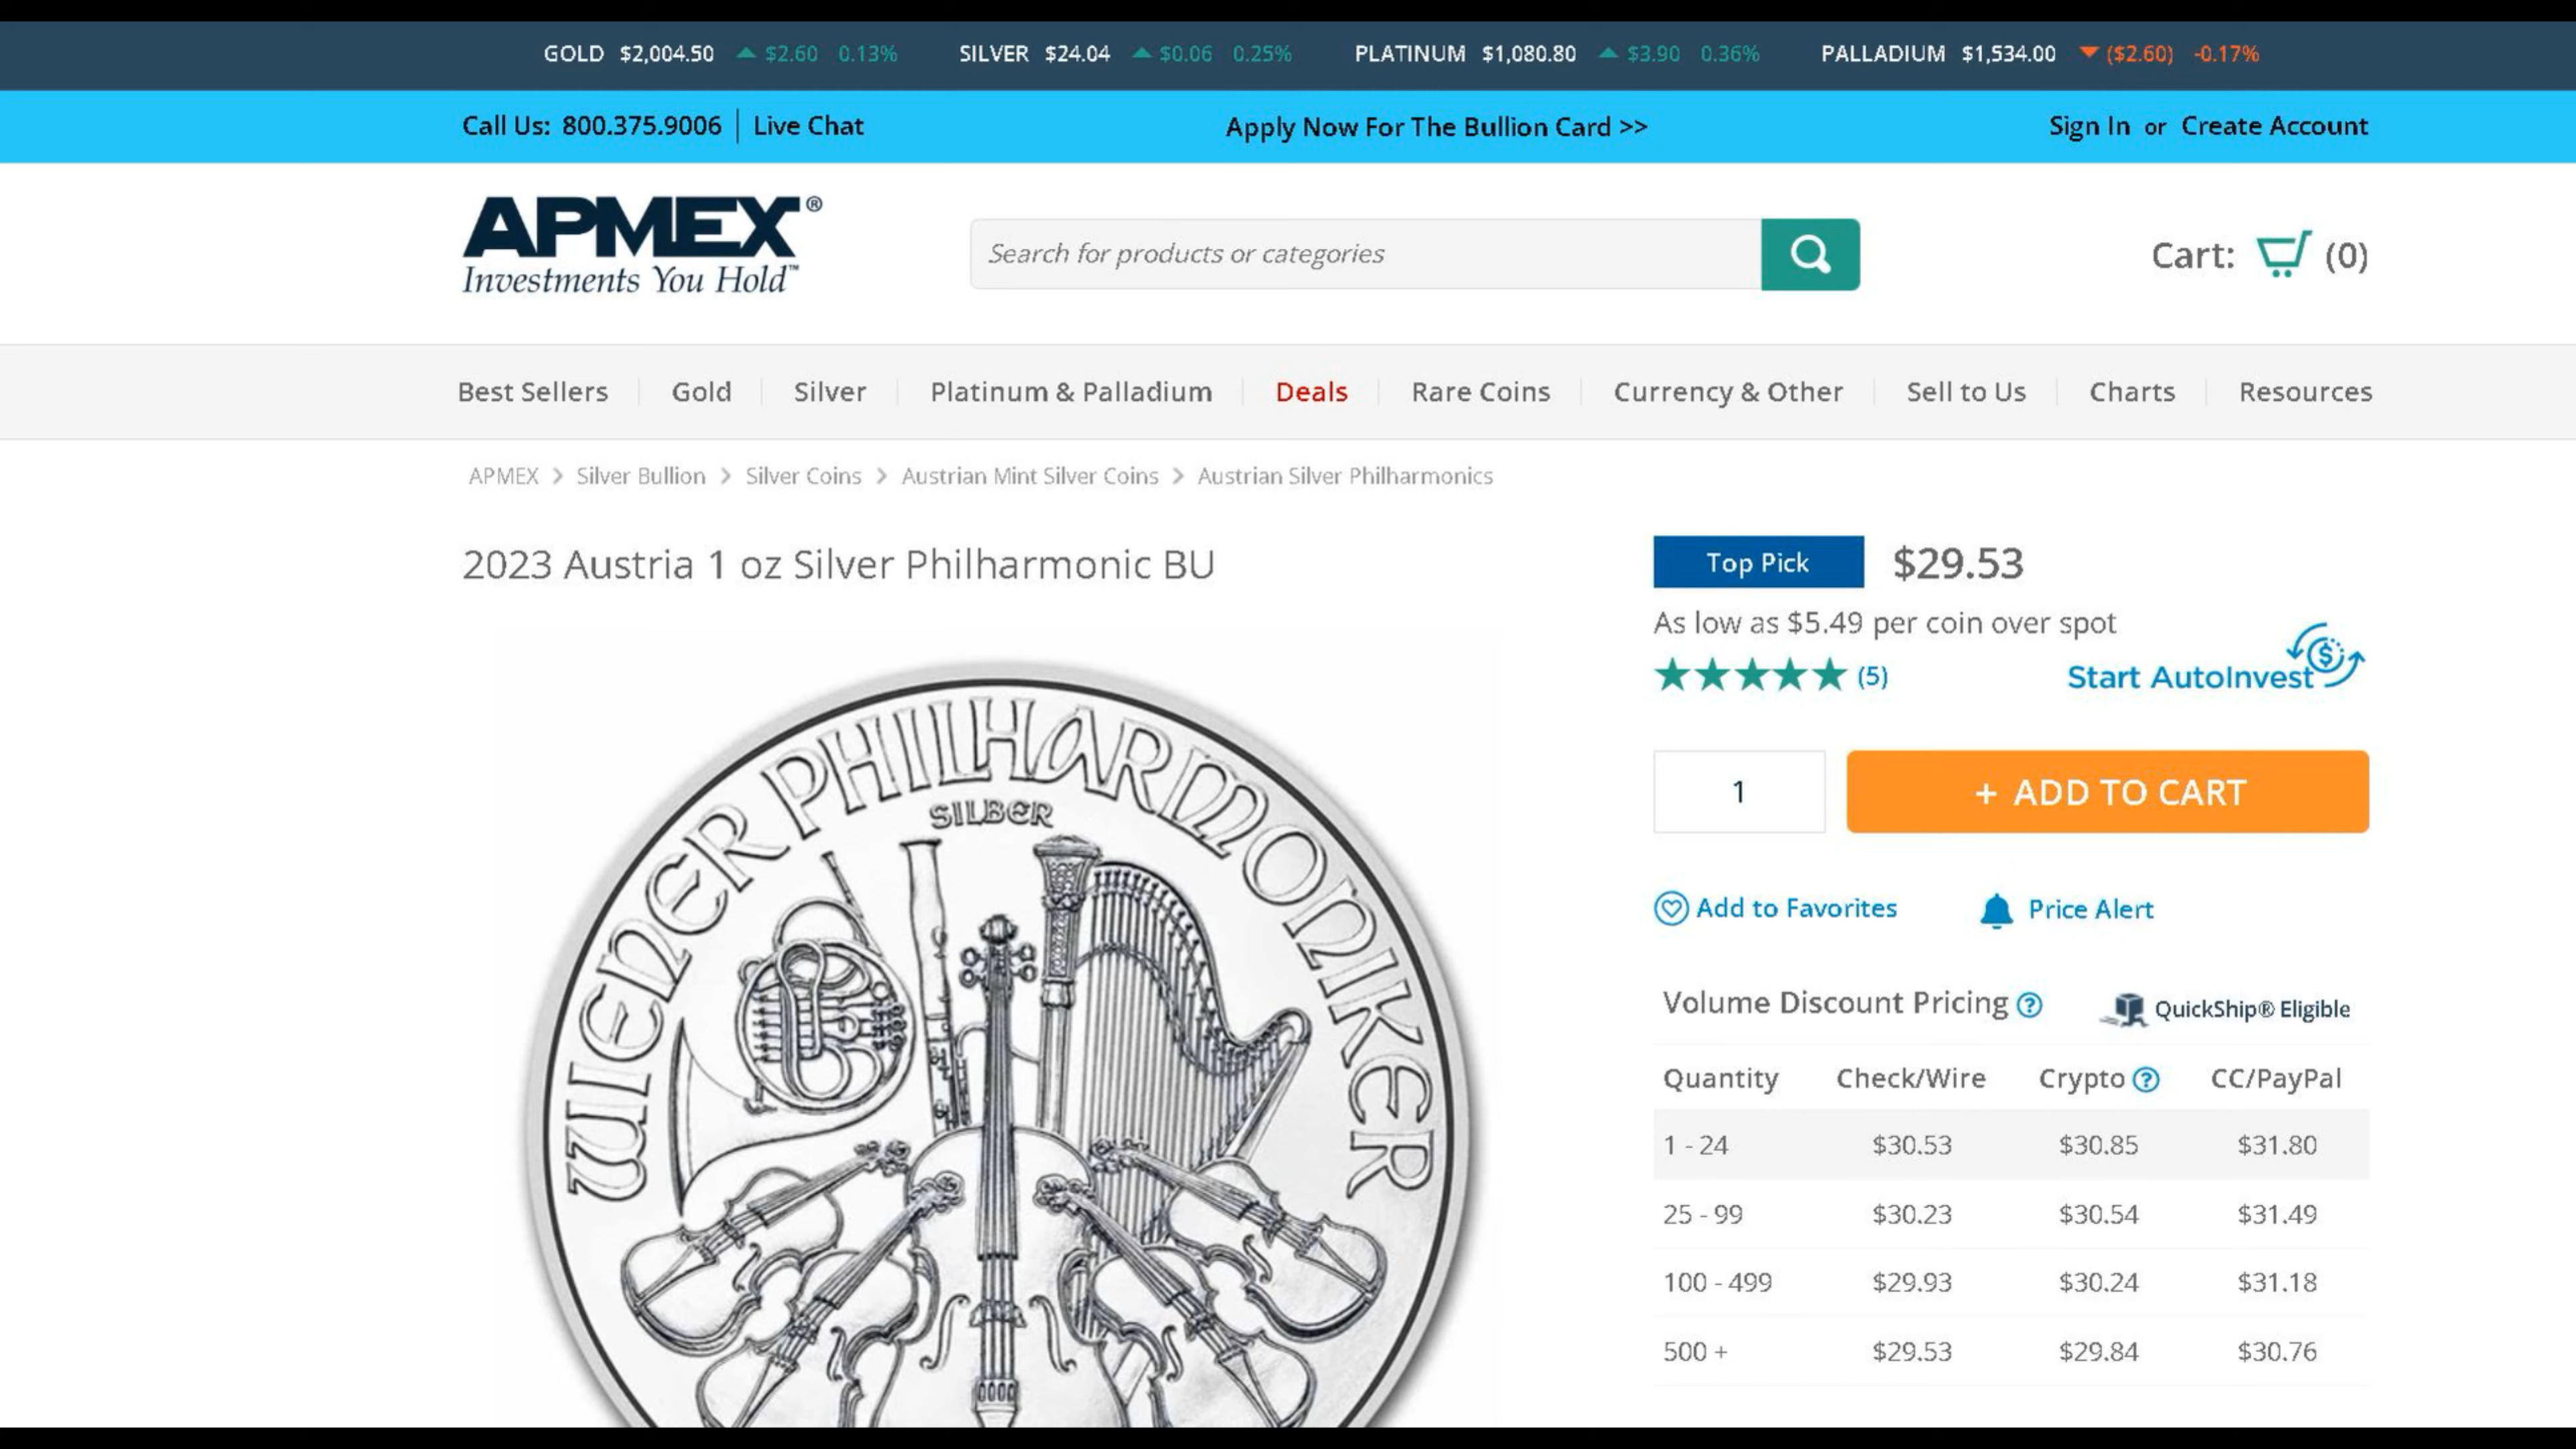 GOLD $2,004.50 $2.60 0.13% SILVER $24.04 $0.06 0.25% PLATINUM $1,080.80 $3.90 0.36% PALLADIUM $1,534.00 ($2.60) -0.17%
Call Us: 800.375.9006 Live Chat Apply Now For The Bullion Card >> Sign In or Create Account
APMEX®
Investments You Hold™
Search for products or categories
Cart: (0)
Best Sellers Gold Silver Platinum & Palladium Deals Rare Coins Currency & Other Sell to Us Charts Resources
APMEX > Silver Bullion > Silver Coins > Austrian Mint Silver Coins > Austrian Silver Philharmonics
2023 Austria 1 oz Silver Philharmonic BU
WIENER PHILHARMONIKER
SILBER
Top Pick $29.53
As low as $5.49 per coin over spot
(5) Start AutoInvest
1 + ADD TO CART
Add to Favorites Price Alert
Volume Discount Pricing ? QuickShip® Eligible
Quantity Check/Wire Crypto ? CC/PayPal
1 - 24 $30.53 $30.85 $31.80
25 - 99 $30.23 $30.54 $31.49
100 - 499 $29.93 $30.24 $31.18
500 + $29.53 $29.84 $30.76